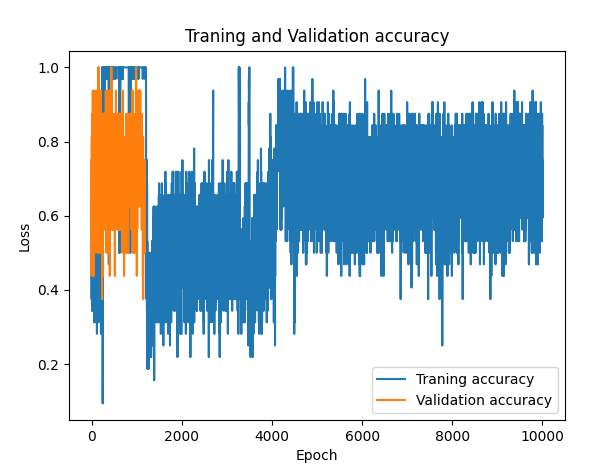 Traning and Validation accuracy
1.0
0.8
0.6
0.4
0.2
Loss
0
2000
4000
6000
8000
10000
Epoch
Traning accuracy
Validation accuracy